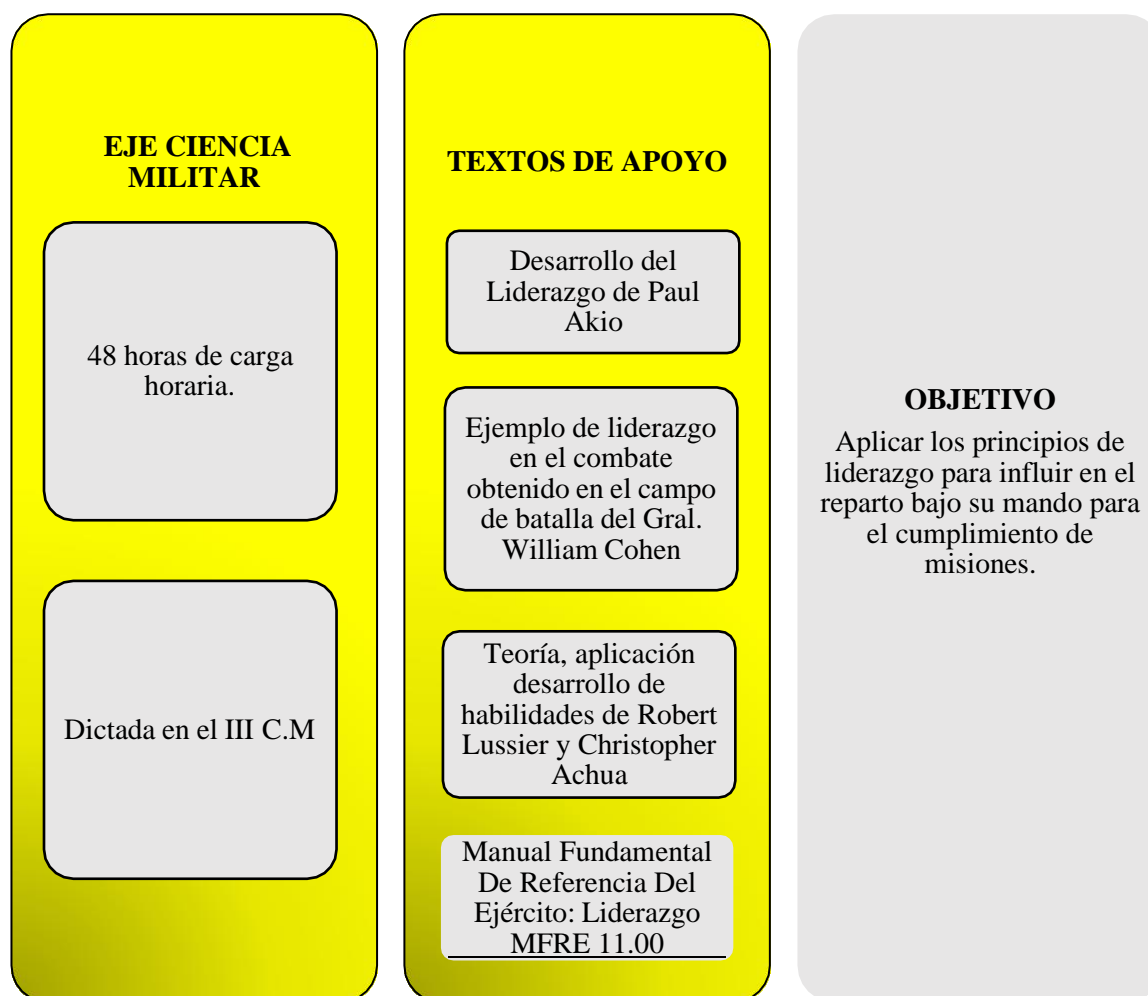 EJE CIENCIA
MILITAR
48 horas de carga
horaria.
Dictada en el III C.M
TEXTOS DE APOYO
Desarrollo del
Liderazgo de Paul
Akio
Ejemplo de liderazgo
en el combate
obtenido en el campo
de batalla del Gral.
William Cohen
Teoría, aplicación
desarrollo de
habilidades de Robert
Lussier y Christopher
Achua
Manual Fundamental
De Referencia Del
Ejército: Liderazgo
MFRE 11.00
OBJETIVO
Aplicar los principios de
liderazgo para influir en el
reparto bajo su mando para
el cumplimiento de
misiones.